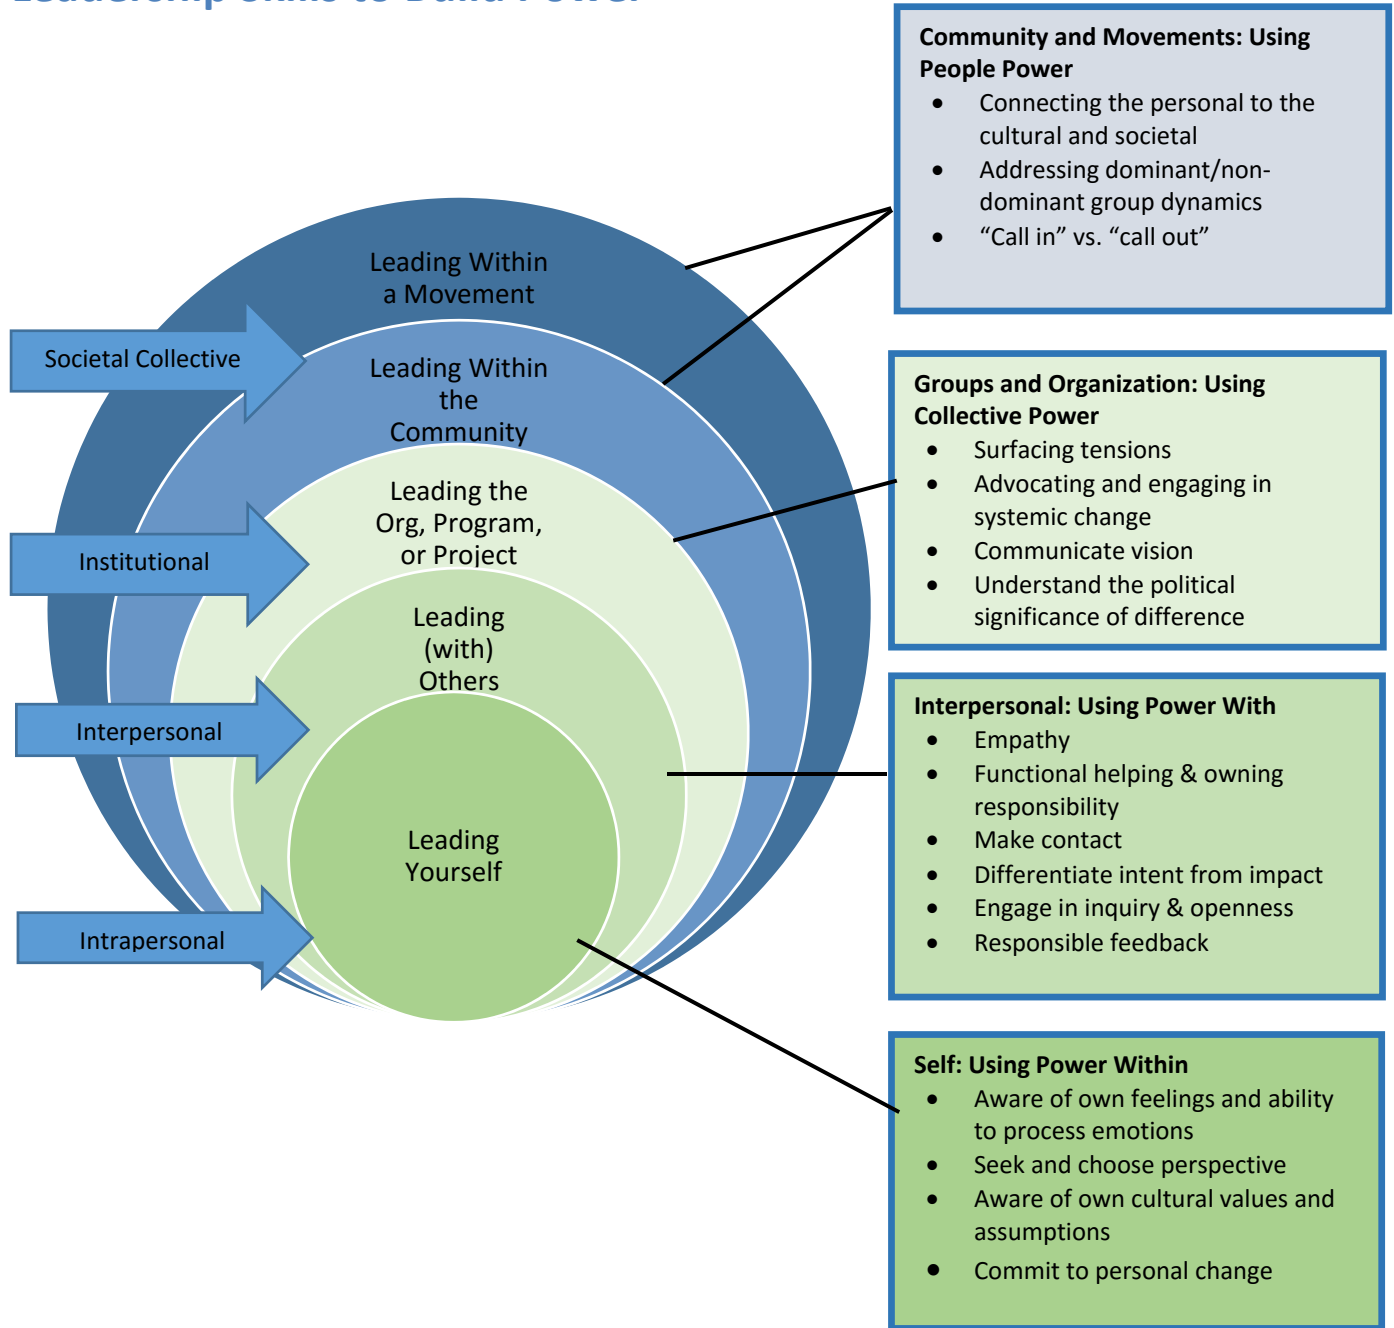 Leadership Skills to Build Power
Community and Movements: Using
People Power
• Connecting the personal to the
cultural and societal
• Addressing dominant/non-
dominant group dynamics
• “Call in” vs. “call out”
Leading Within
a Movement
Societal Collective
Leading Within
the
Community
Groups and Organization: Using
Collective Power
• Surfacing tensions
• Advocating and engaging in
systemic change
• Communicate vision
• Understand the political
significance of difference
Leading the
Org, Program,
or Project
Institutional
Leading
(with)
Others
Interpersonal
Interpersonal: Using Power With
• Empathy
• Functional helping & owning
responsibility
• Make contact
• Differentiate intent from impact
• Engage in inquiry & openness
• Responsible feedback
Leading
Yourself
Intrapersonal
Self: Using Power Within
• Aware of own feelings and ability
to process emotions
• Seek and choose perspective
• Aware of own cultural values and
assumptions
• Commit to personal change